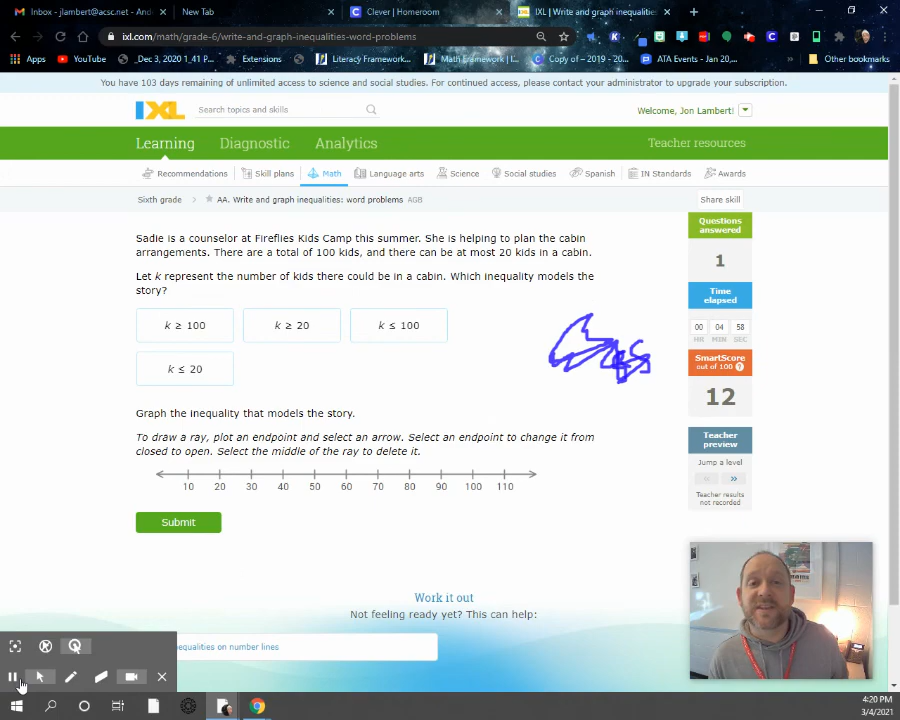 Inbox - jlambert@acsc.net - And
New Tab
Clever | Homeroom
IXL | Write and graph inequalitie
ixl.com/math/grade-6/write-and-graph-inequalities-word-problems
Apps
YouTube
_Dec 3, 2020 1_41 P...
Extensions
Literacy Framework...
Math Framework | I...
Copy of – 2019 - 20...
ATA Events - Jan 20,...
Other bookmarks
You have 103 days remaining of unlimited access to science and social studies. For continued access, please contact your administrator to upgrade your subscription.
IXL
Search topics and skills
Welcome, Jon Lambert!
Learning
Diagnostic
Analytics
Teacher resources
Recommendations
Skill plans
Math
Language arts
Science
Social studies
Spanish
IN Standards
Awards
Sixth grade
AA. Write and graph inequalities: word problems AGB
Share skill
Sadie is a counselor at Fireflies Kids Camp this summer. She is helping to plan the cabin
arrangements. There are a total of 100 kids, and there can be at most 20 kids in a cabin.
Let k represent the number of kids there could be in a cabin. Which inequality models the
story?
k ≥ 100
k ≥ 20
k ≤ 100
k ≤ 20
Graph the inequality that models the story.
To draw a ray, plot an endpoint and select an arrow. Select an endpoint to change it from
closed to open. Select the middle of the ray to delete it.
10 20 30 40 50 60 70 80 90 100 110
Submit
Questions
answered
1
Time
elapsed
00 04 58
HR MIN SEC
SmartScore
out of 100 ?
12
Teacher
preview
Jump a level
Teacher results
not recorded
Work it out
Not feeling ready yet? This can help:
equalities on number lines
4:20 PM
3/4/2021